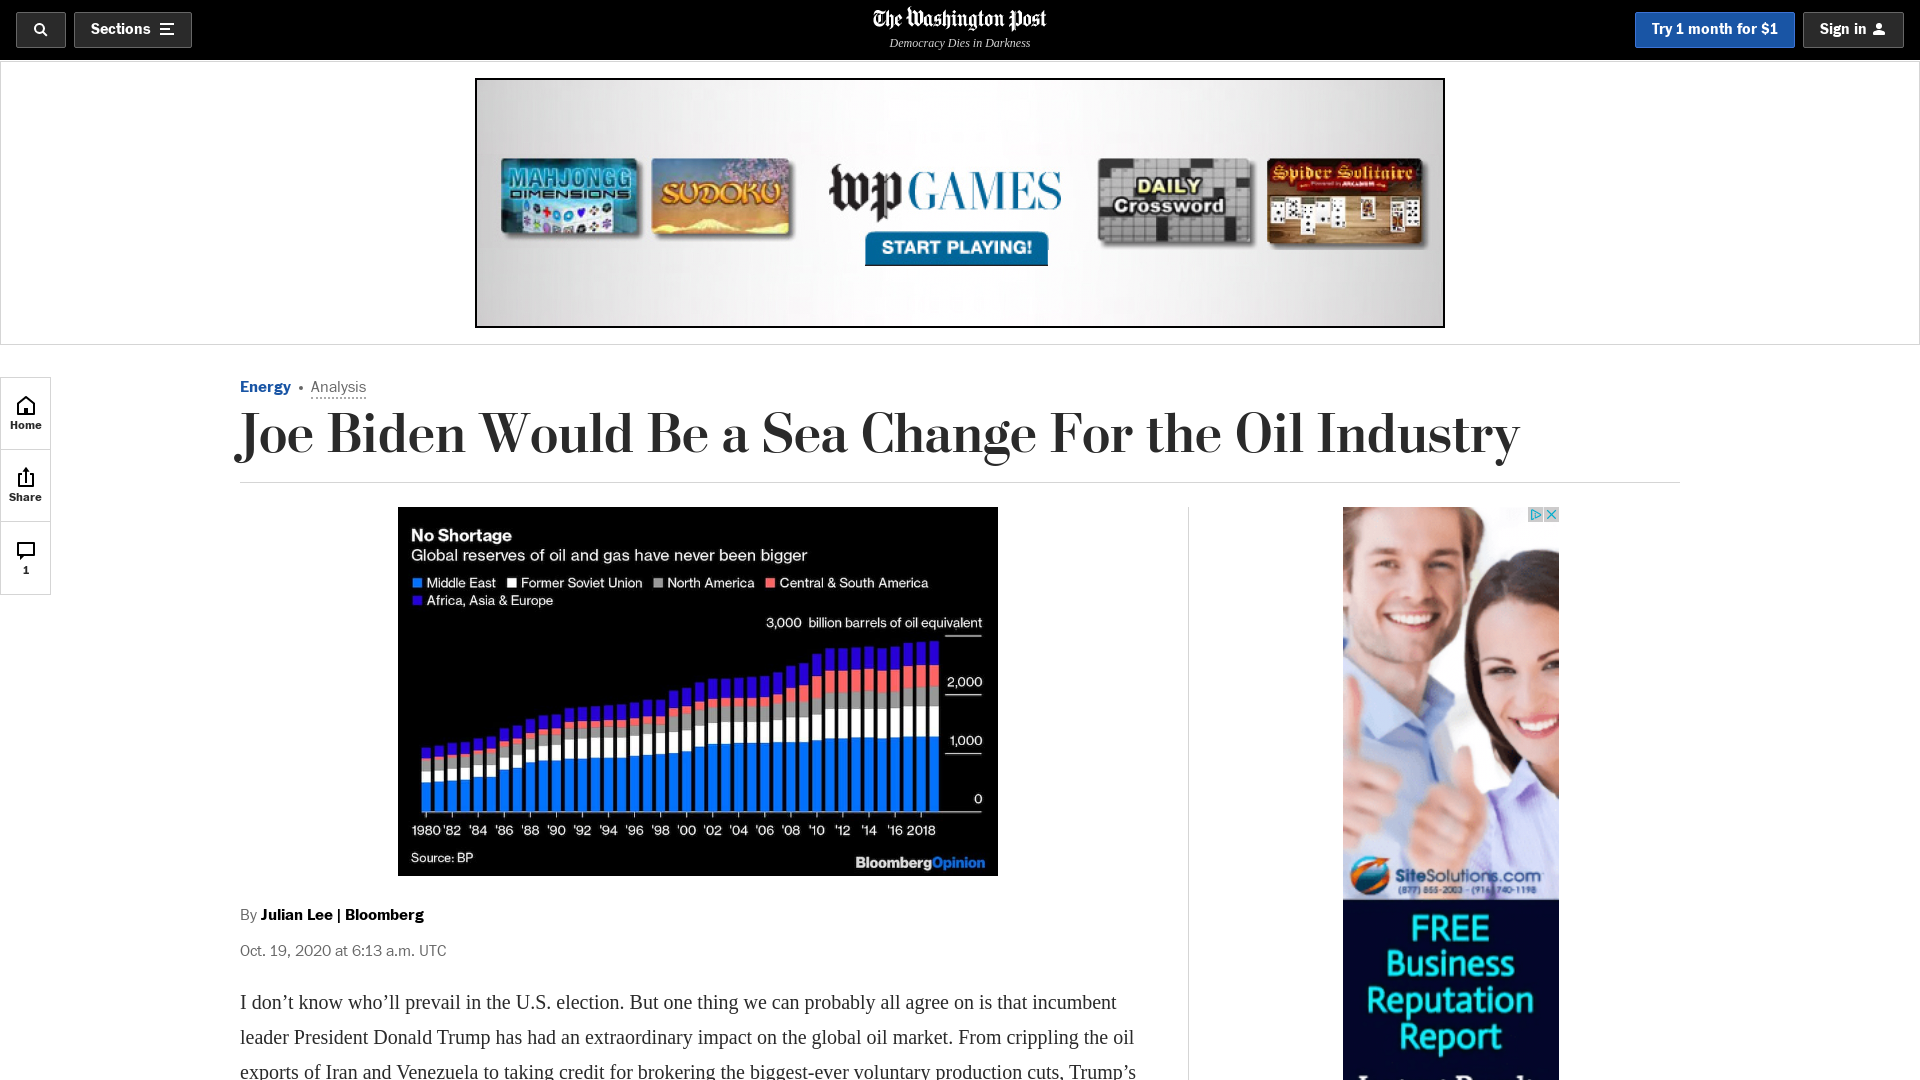 Sections
The Washington Post
Democracy Dies in Darkness
Try 1 month for $1
Sign in
MAHJONGG
DIMENSIONS
SUDOKU
wp GAMES
START PLAYING!
DAILY
Crossword
Spider Solitaire
Home
Share
1
Energy • Analysis
Joe Biden Would Be a Sea Change For the Oil Industry
No Shortage
Global reserves of oil and gas have never been bigger
Middle East Former Soviet Union North America Central & South America
Africa, Asia & Europe
3,000 billion barrels of oil equivalent
2,000
1,000
0
1980 '82 '84 '86 '88 '90 '92 '94 '96 '98 '00 '02 '04 '06 '08 '10 '12 '14 '16 2018
Source: BP
BloombergOpinion
SiteSolutions.com
(877) 855-2003 - (916) 740-1198
FREE
Business
Reputation
Report
By Julian Lee | Bloomberg
Oct. 19, 2020 at 6:13 a.m. UTC
I don’t know who’ll prevail in the U.S. election. But one thing we can probably all agree on is that incumbent
leader President Donald Trump has had an extraordinary impact on the global oil market. From crippling the oil
exports of Iran and Venezuela to taking credit for brokering the biggest-ever voluntary production cuts, Trump’s